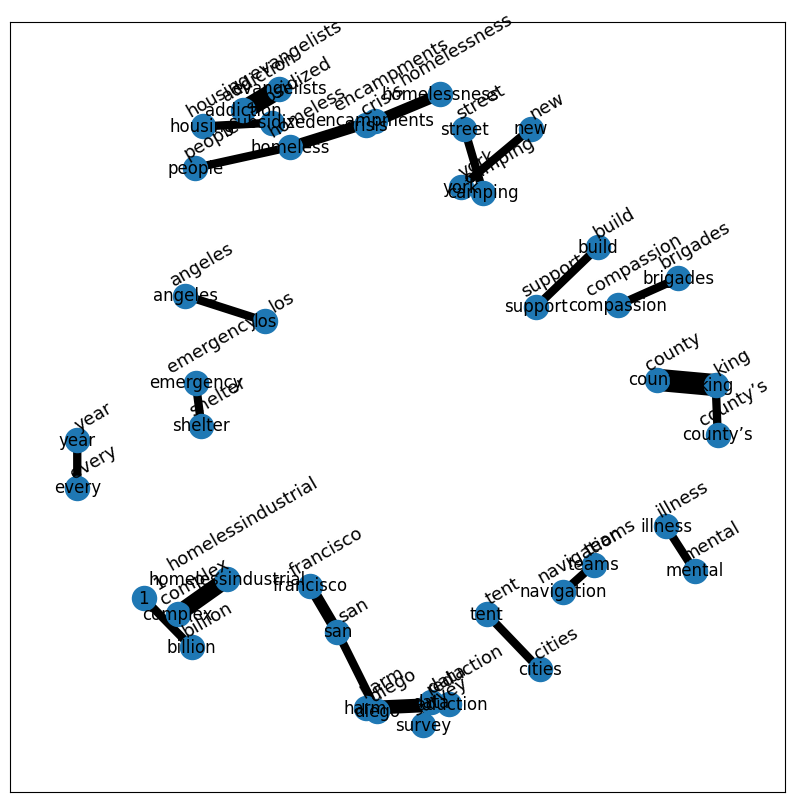 evangelists
evangelists
addiction
addiction
subsidized
subsidized
housing
housing
homelessness
homelessness
encampments
encampments
crisis
crisis
homeless
homeless
people
people
street
street
new
new
york
york
camping
camping
build
build
support
support
compassion
compassion
brigades
brigades
angeles
angeles
los
los
emergency
emergency
shelter
shelter
county
county
king
king
county’s
county’s
year
year
every
every
illness
illness
mental
mental
homelessindustrial
homelessindustrial
1
1
complex
complex
billion
billion
francisco
francisco
san
san
teams
teams
navigation
navigation
tent
tent
cities
cities
harm
harm
diego
diego
data
data
reduction
reduction
survey
survey